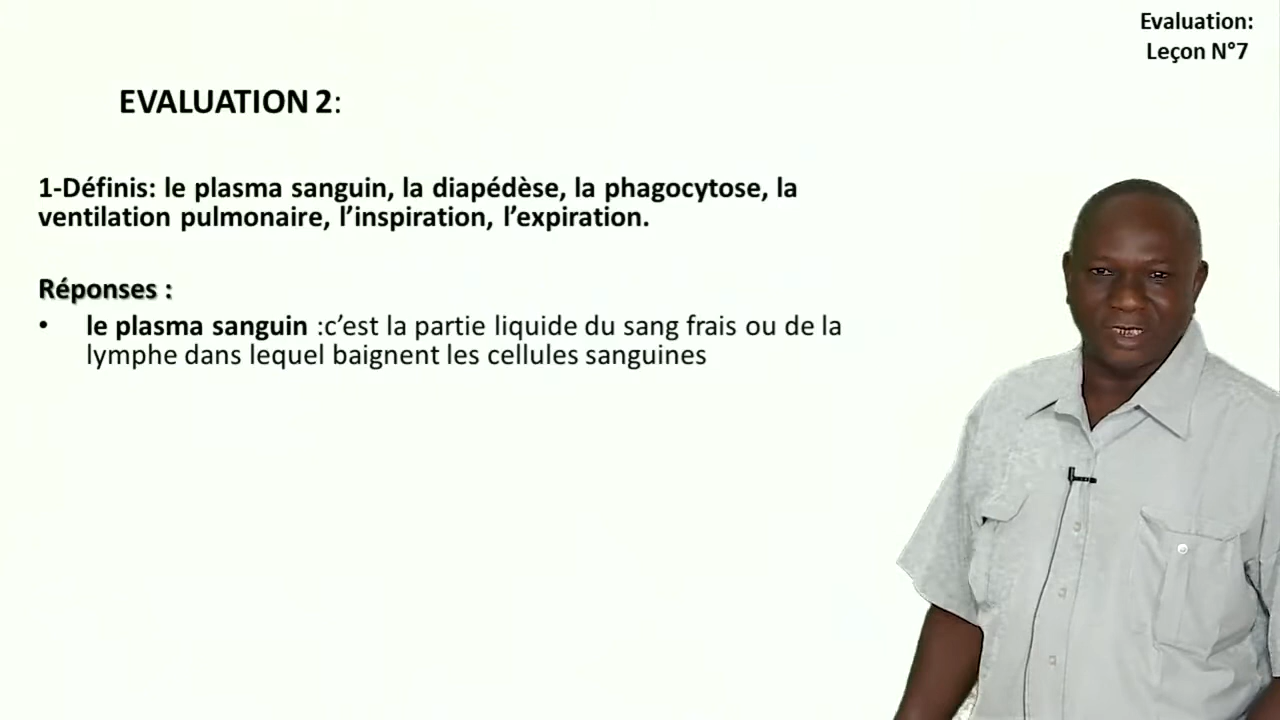 Evaluation:
Leçon N°7
EVALUATION 2:
1-Définis: le plasma sanguin, la diapédèse, la phagocytose, la
ventilation pulmonaire, l’inspiration, l’expiration.
Réponses :
• le plasma sanguin :c’est la partie liquide du sang frais ou de la
lymphe dans lequel baignent les cellules sanguines